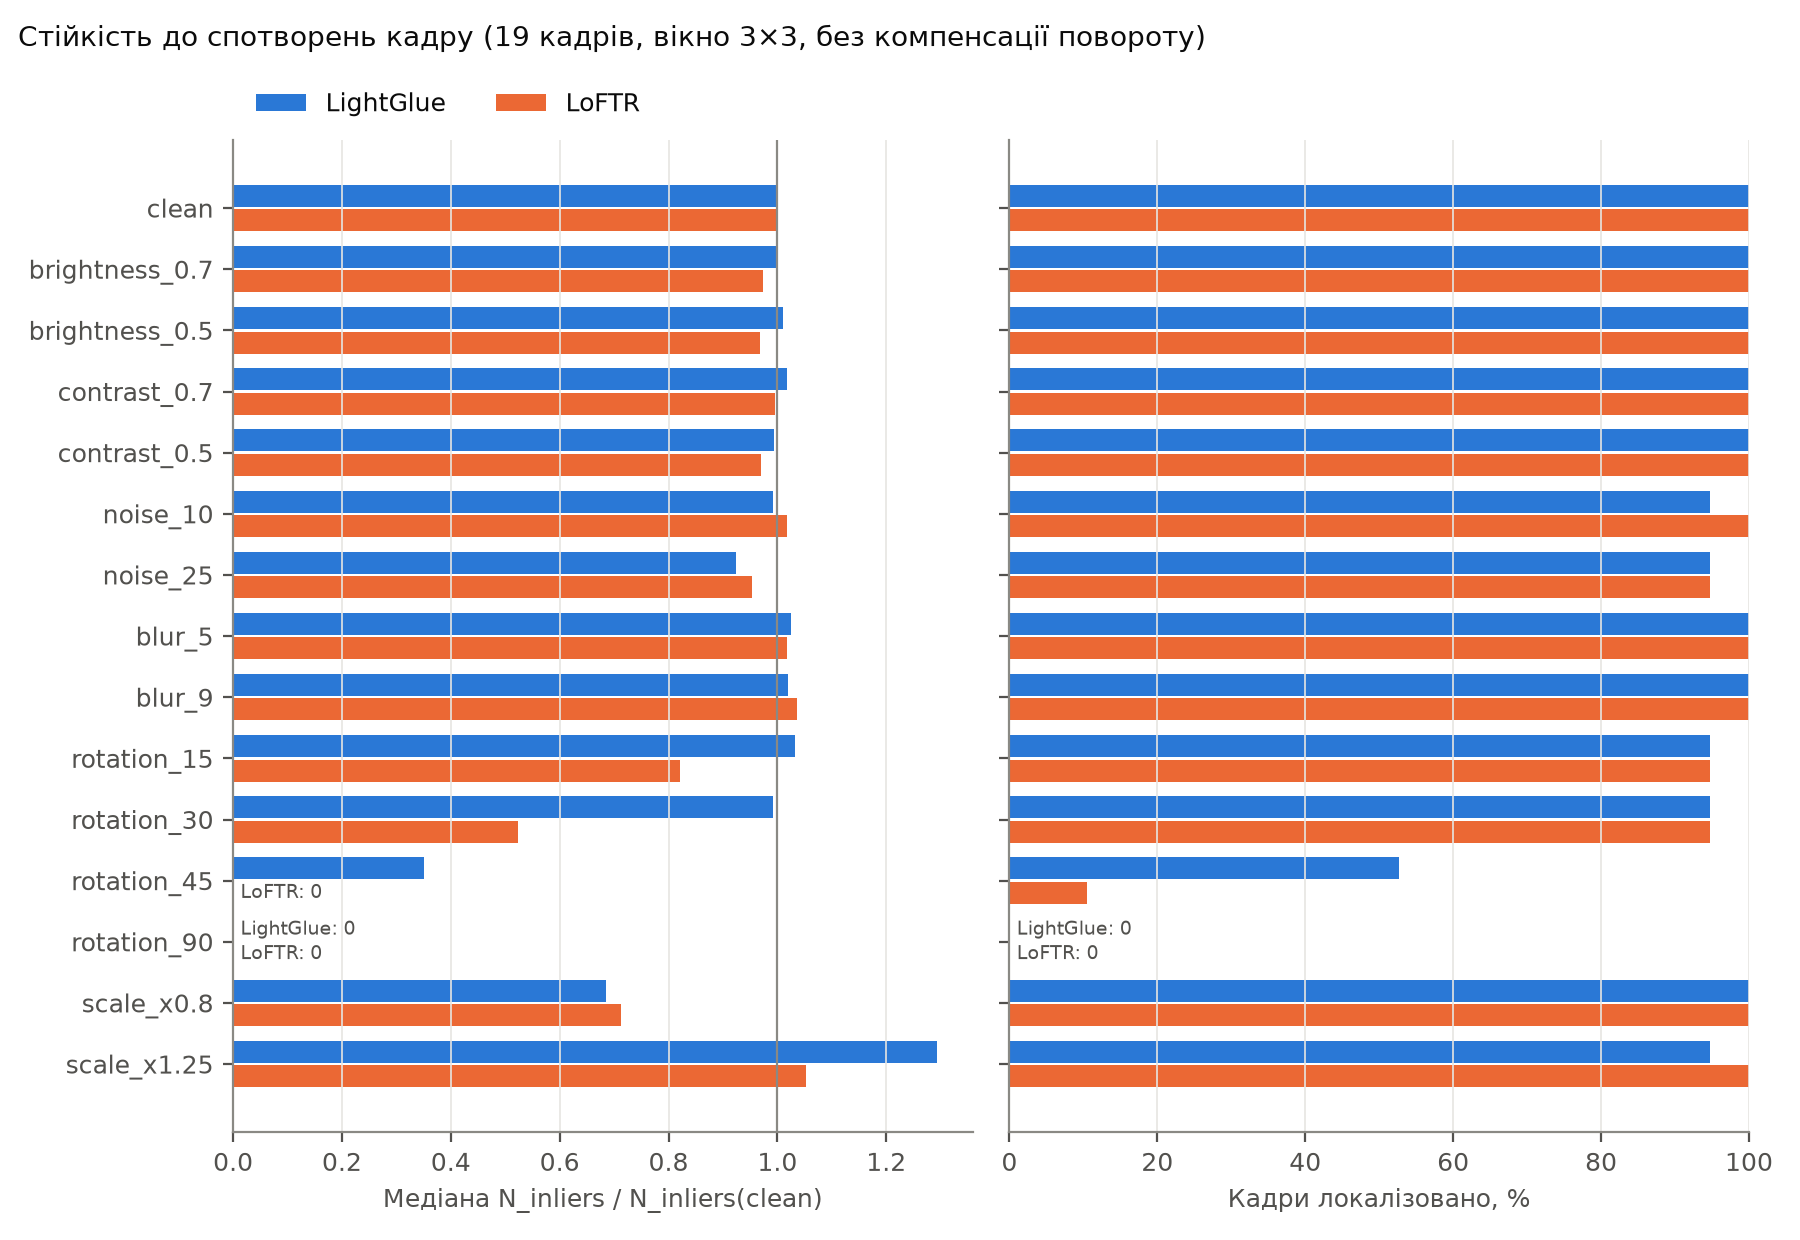 Стійкість до спотворень кадру (19 кадрів, вікно 3×3, без компенсації повороту)
LightGlue LoFTR
clean
brightness_0.7
brightness_0.5
contrast_0.7
contrast_0.5
noise_10
noise_25
blur_5
blur_9
rotation_15
rotation_30
rotation_45
LoFTR: 0
rotation_90
LightGlue: 0
LoFTR: 0
LightGlue: 0
LoFTR: 0
scale_x0.8
scale_x1.25
0.0 0.2 0.4 0.6 0.8 1.0 1.2
Медіана N_inliers / N_inliers(clean)
0 20 40 60 80 100
Кадри локалізовано, %